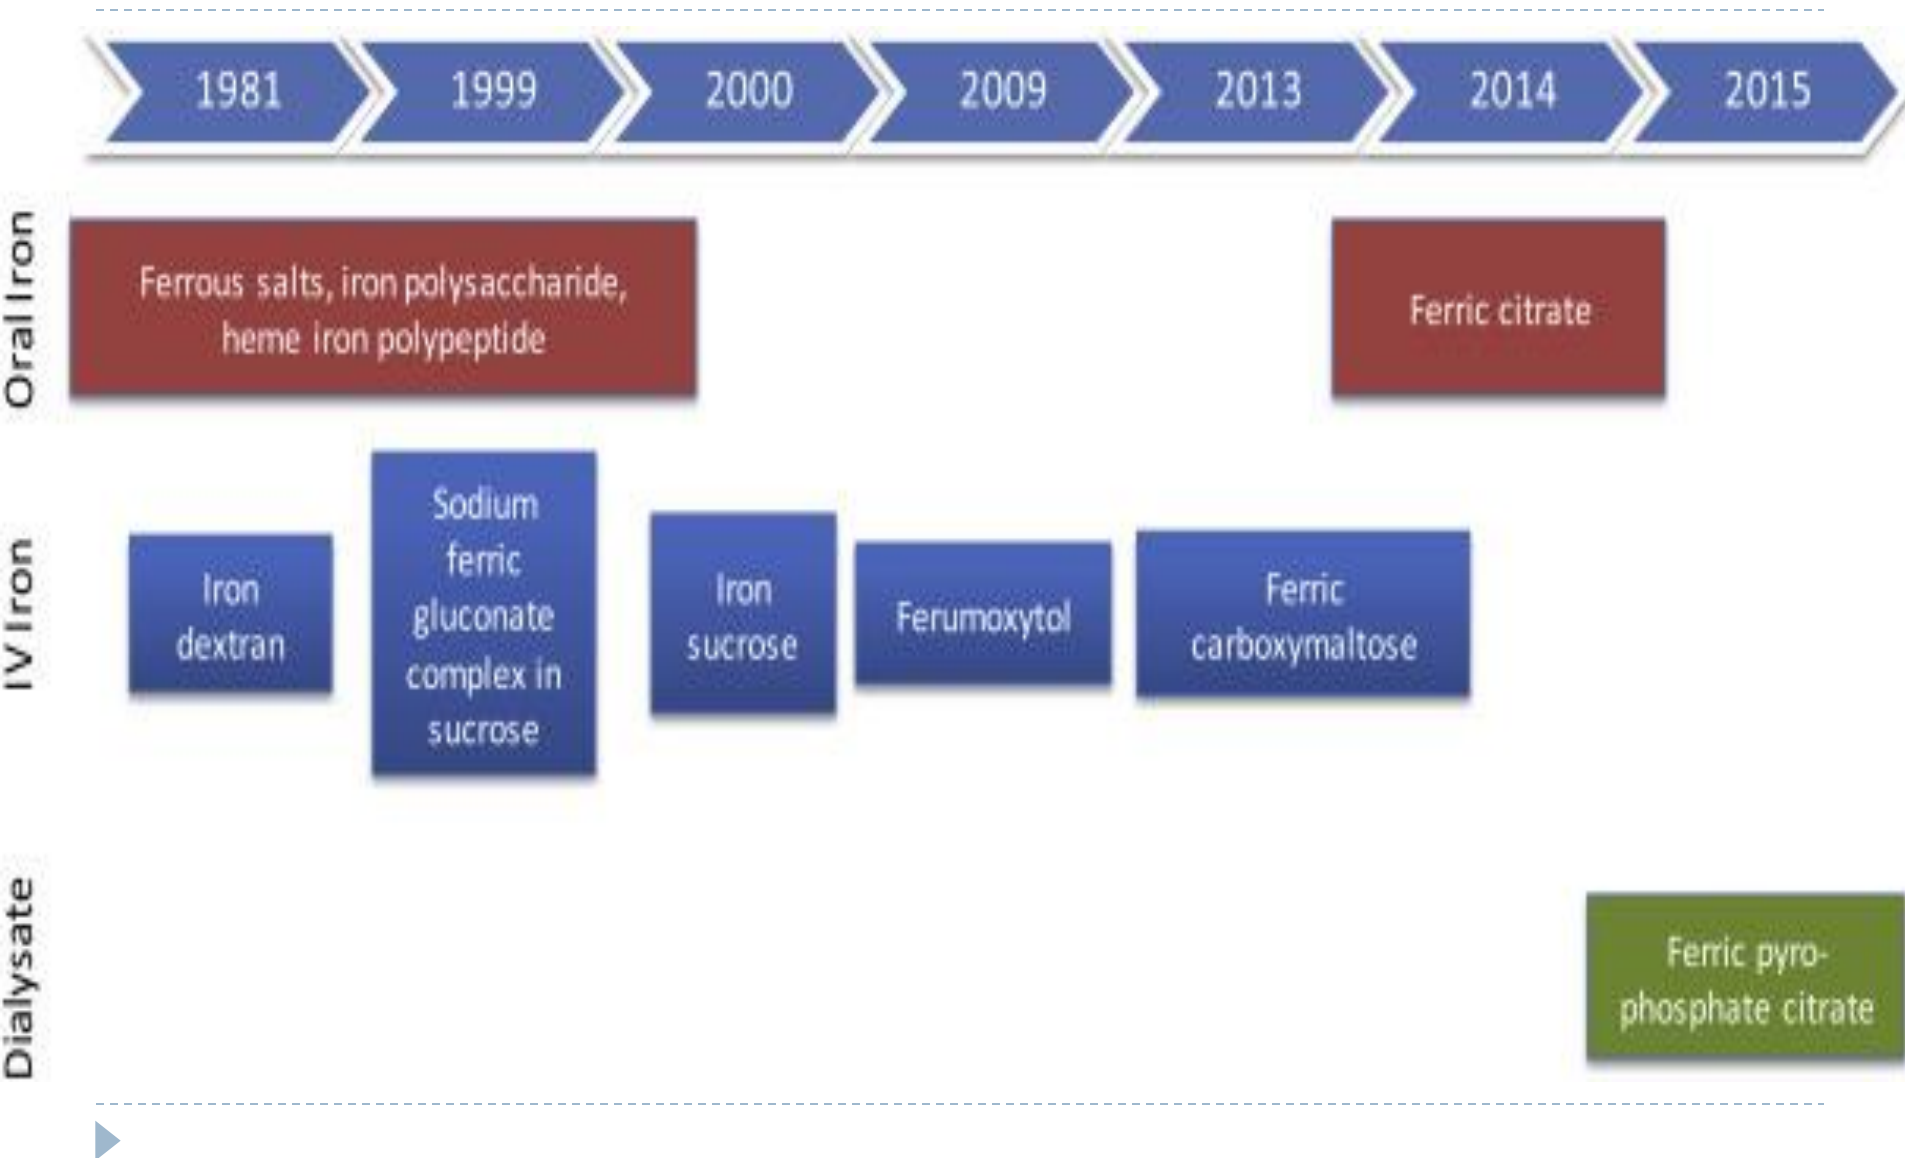 1981
1999
2000
2009
2013
2014
2015
Oral Iron
Ferrous salts, iron polysaccharide,
heme iron polypeptide
Ferric citrate
IV Iron
Iron
dextran
Sodium
ferric
gluconate
complex in
sucrose
Iron
sucrose
Ferumoxytol
Ferric
carboxymaltose
Dialysate
Ferric pyro-
phosphate citrate